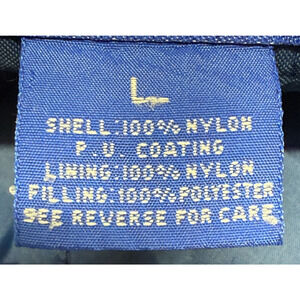 L
SHELL:100% NYLON
P.U. COATING
LINING:100% NYLON
FILLING:100% POLYESTER
SEE REVERSE FOR CARE